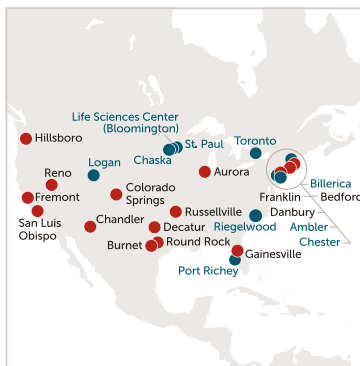 Life Sciences Center
(Bloomington)
St. Paul
Toronto
Hillsboro
Logan
Chaska
Reno
Aurora
Billerica
Colorado
Springs
Fremont
Franklin
Bedford
San Luis
Obispo
Chandler
Russellville
Danbury
Decatur
Riegelwood
Ambler
Burnet
Round Rock
Chester
Gainesville
Port Richey